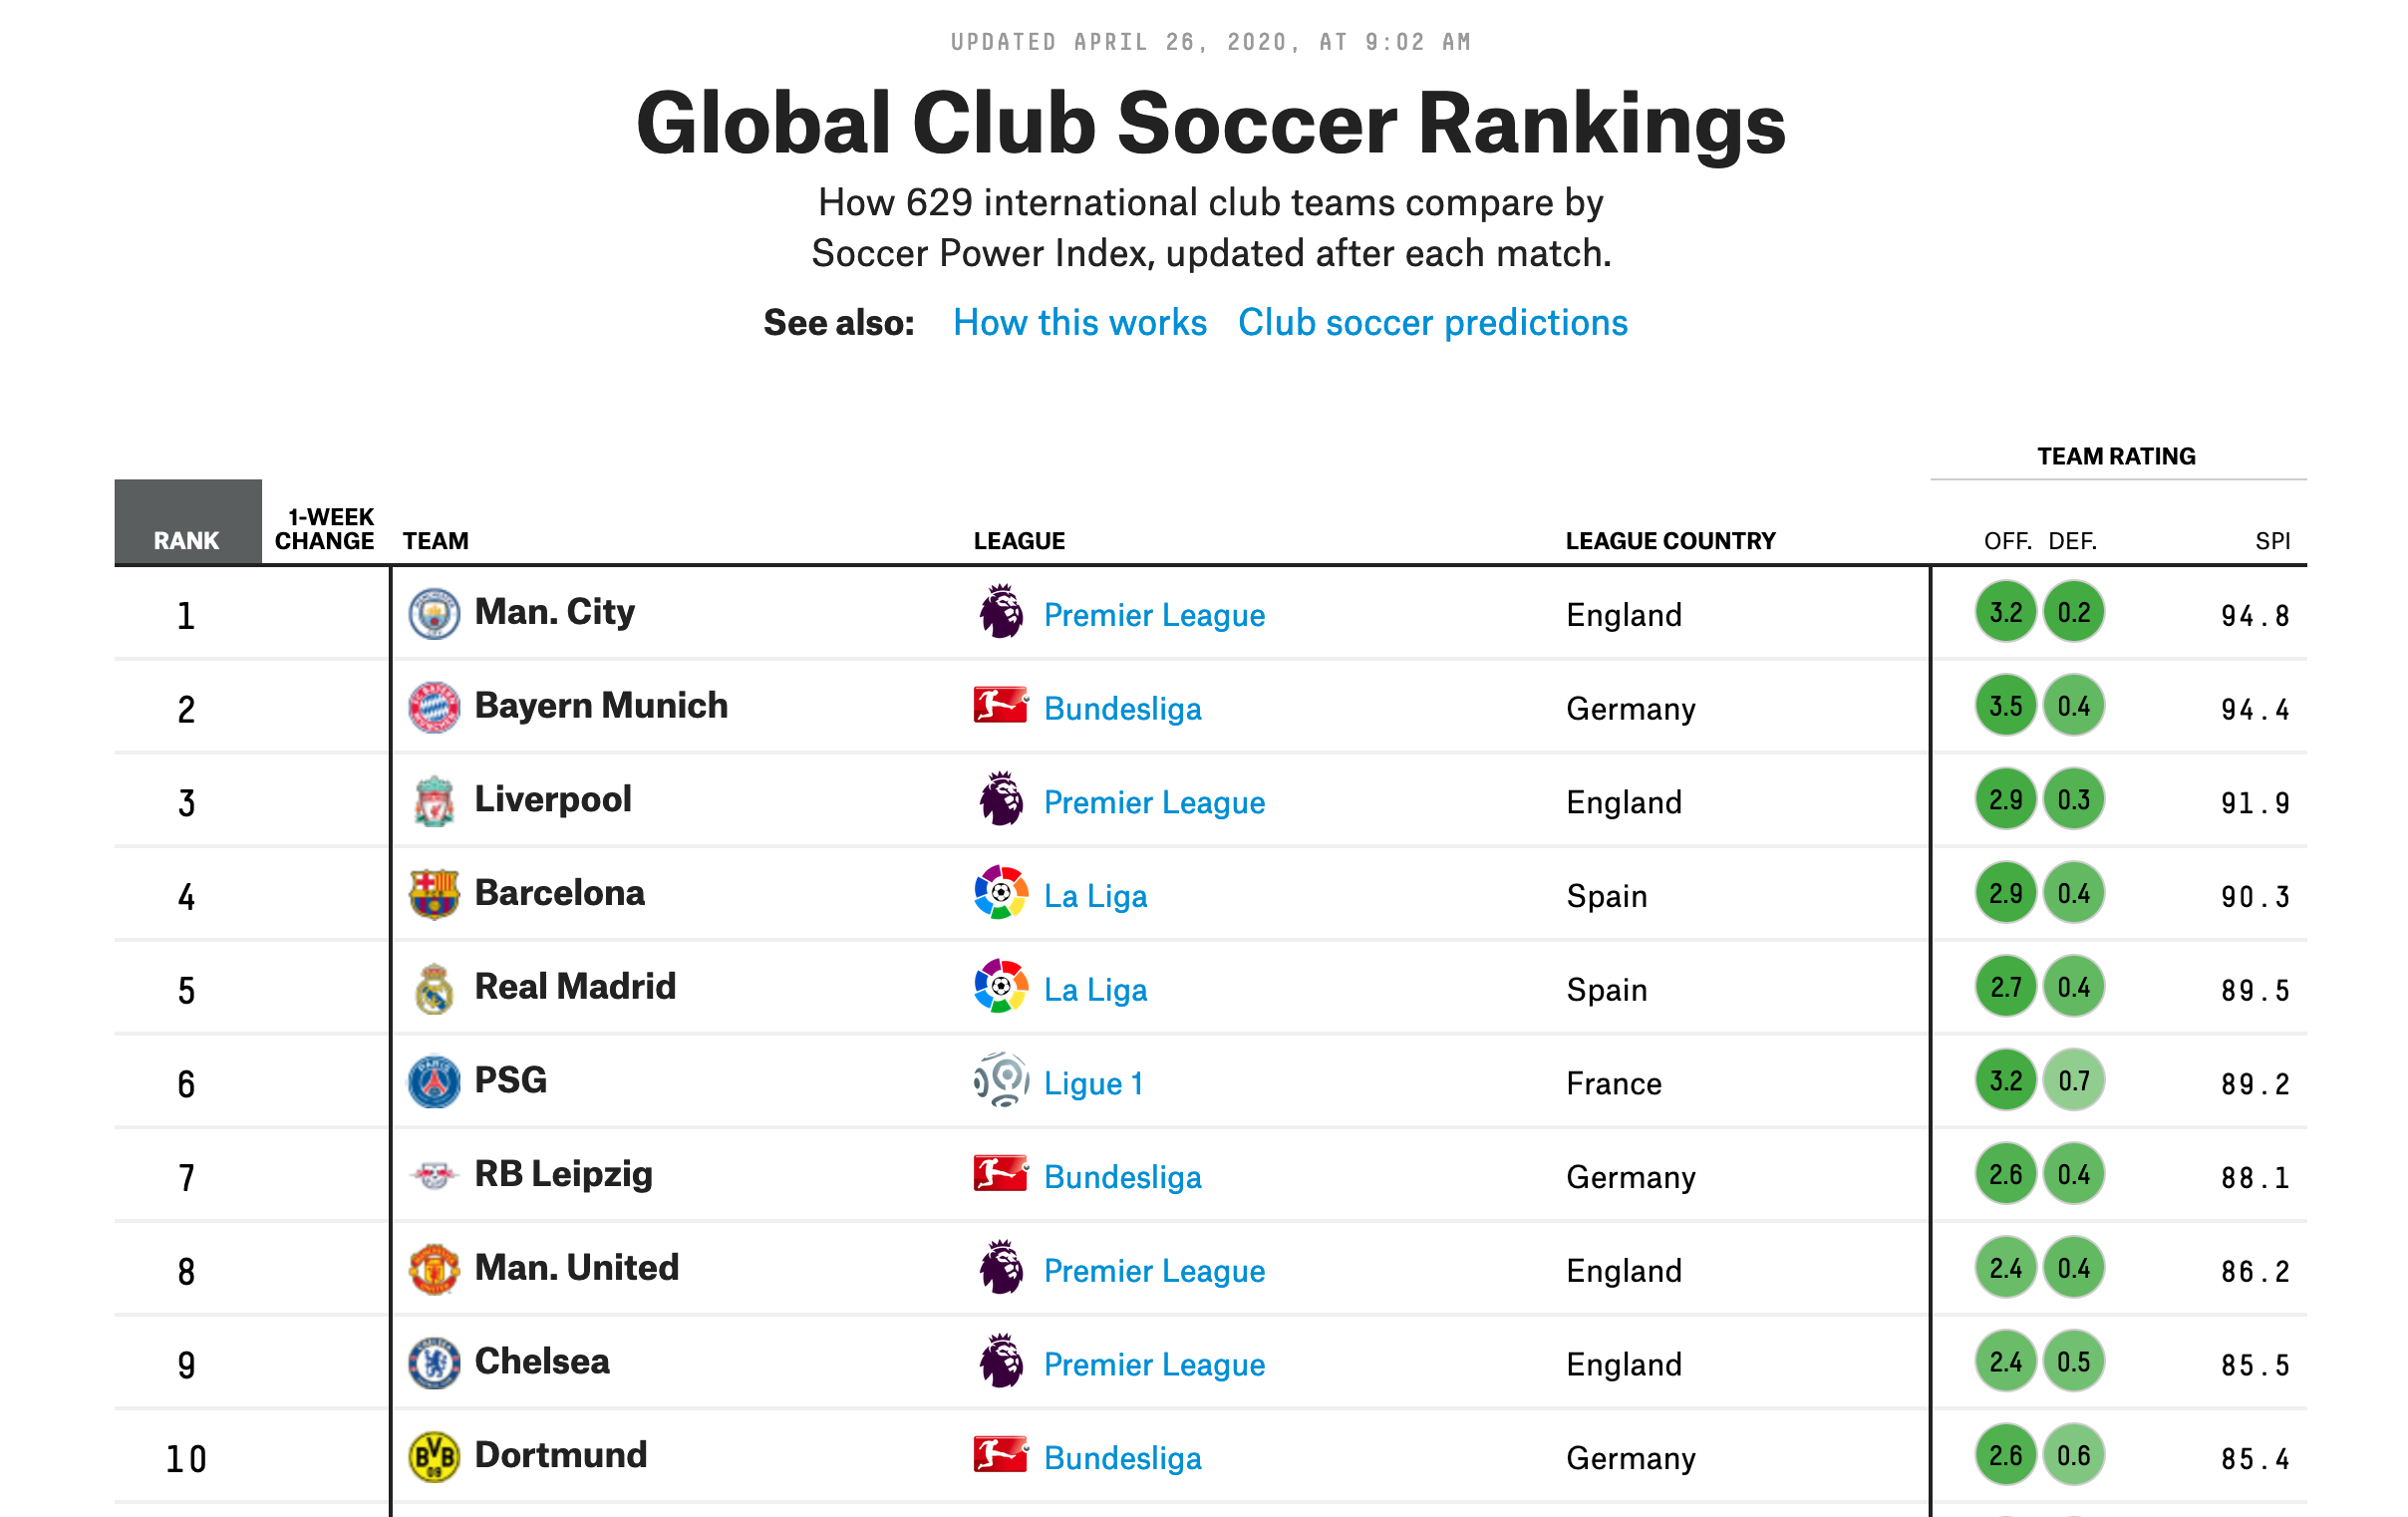 UPDATED APRIL 26, 2020, AT 9:02 AM
Global Club Soccer Rankings
How 629 international club teams compare by
Soccer Power Index, updated after each match.
See also: How this works Club soccer predictions
TEAM RATING
RANK 1-WEEK CHANGE TEAM LEAGUE LEAGUE COUNTRY OFF. DEF. SPI
1 Man. City Premier League England 3.2 0.2 94.8
2 Bayern Munich Bundesliga Germany 3.5 0.4 94.4
3 Liverpool Premier League England 2.9 0.3 91.9
4 Barcelona La Liga Spain 2.9 0.4 90.3
5 Real Madrid La Liga Spain 2.7 0.4 89.5
6 PSG Ligue 1 France 3.2 0.7 89.2
7 RB Leipzig Bundesliga Germany 2.6 0.4 88.1
8 Man. United Premier League England 2.4 0.4 86.2
9 Chelsea Premier League England 2.4 0.5 85.5
10 BVB 09 Dortmund Bundesliga Germany 2.6 0.6 85.4